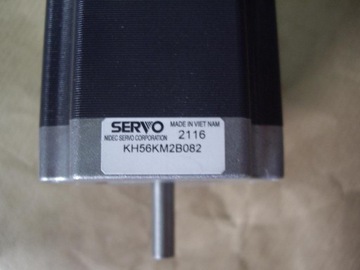 SERVO MADE IN VIET NAM
NIDEC SERVO CORPORATION 2116
KH56KM2B082